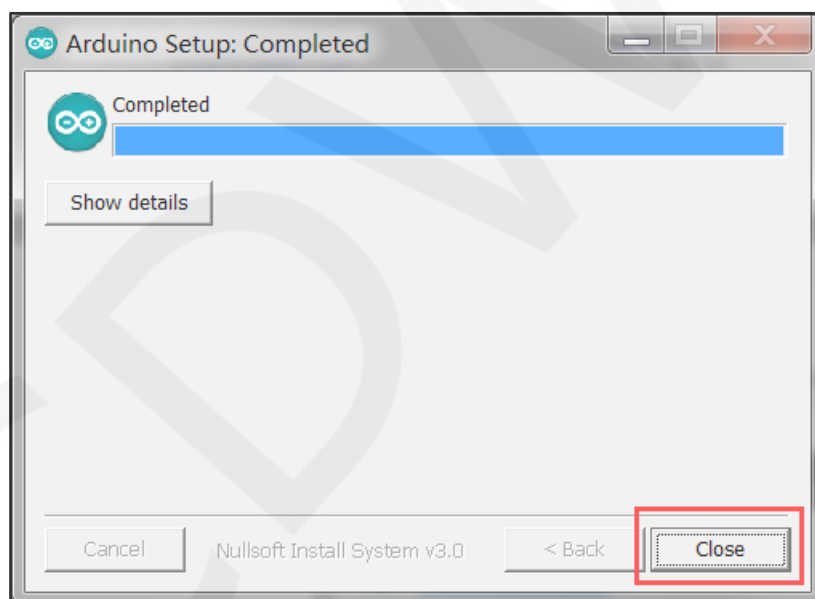 Arduino Setup: Completed
Completed
Show details
Cancel
Nullsoft Install System v3.0
< Back
Close